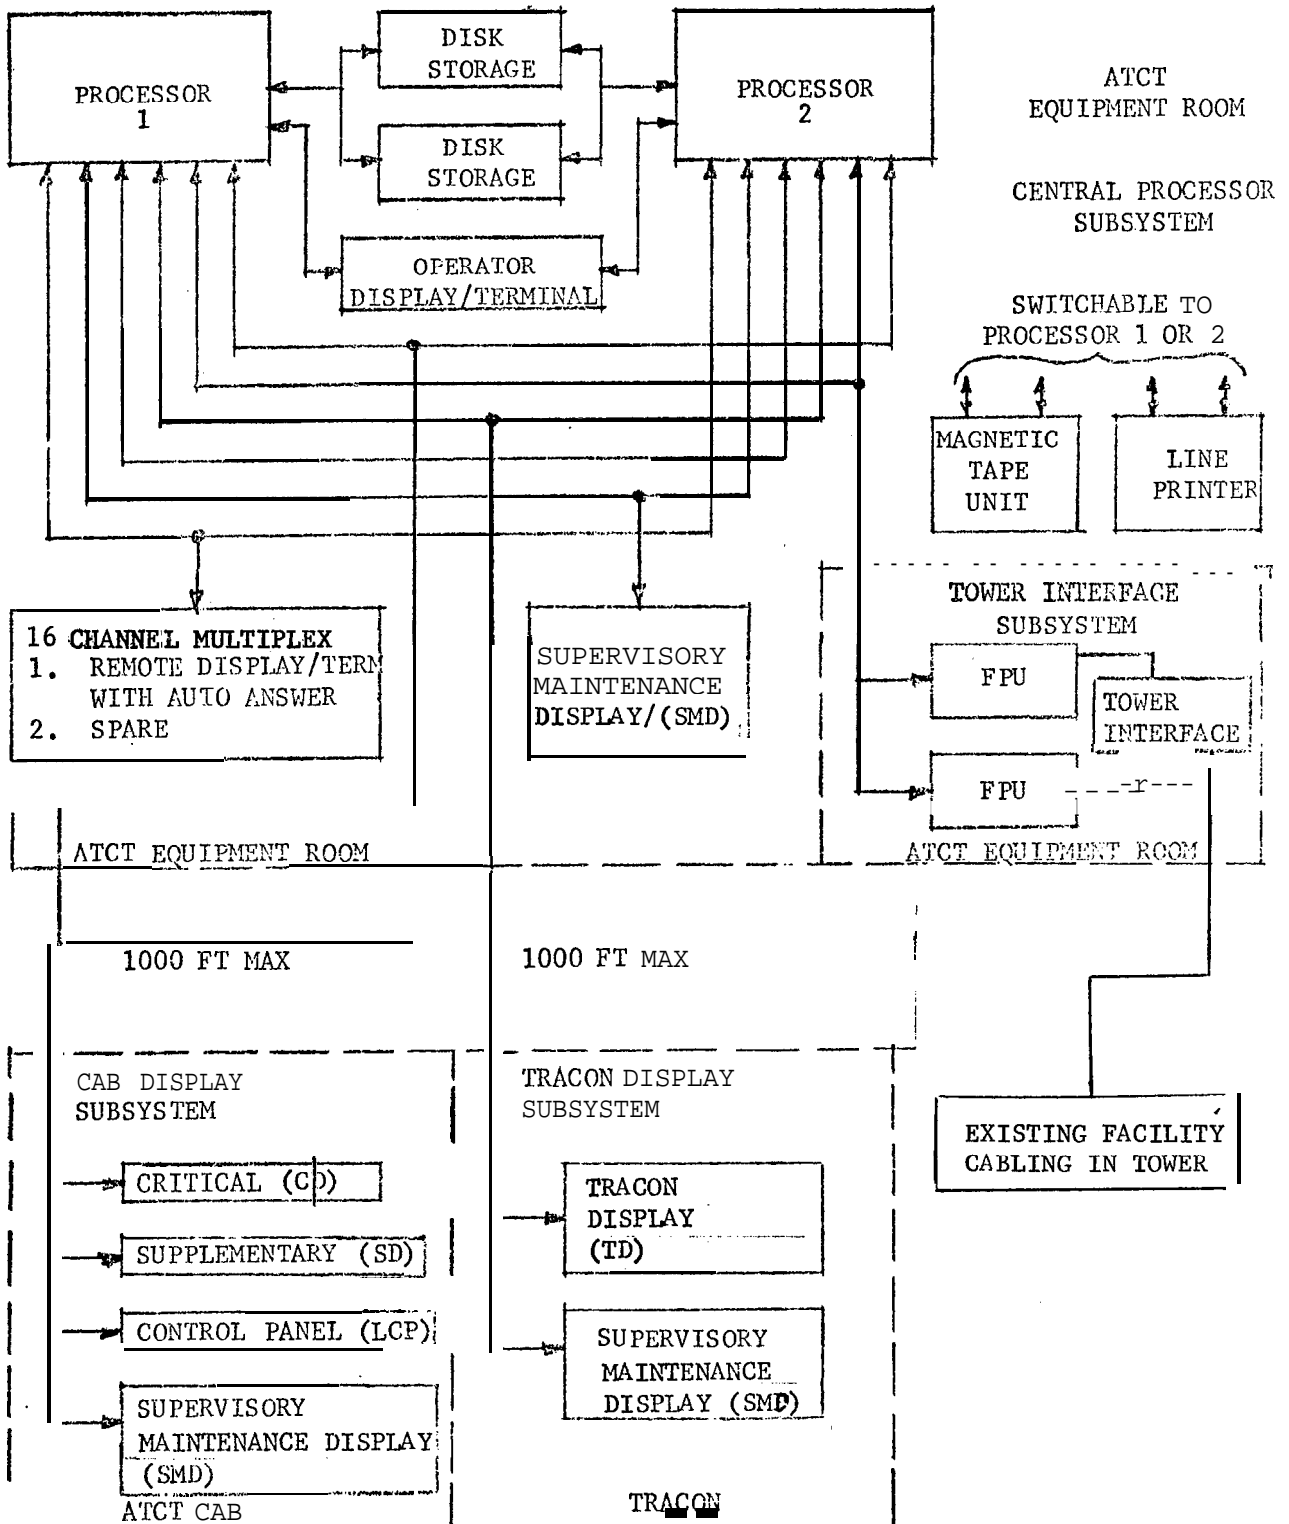 PROCESSOR
1
DISK
STORAGE
DISK
STORAGE
OPERATOR
DISPLAY/TERMINAL
PROCESSOR
2
ATCT
EQUIPMENT ROOM
CENTRAL PROCESSOR
SUBSYSTEM
SWITCHABLE TO
PROCESSOR 1 OR 2
MAGNETIC
TAPE
UNIT
LINE
PRINTER
16 CHANNEL MULTIPLEX
1. REMOTE DISPLAY/TERM
WITH AUTO ANSWER
2. SPARE
SUPERVISORY
MAINTENANCE
DISPLAY/(SMD)
TOWER INTERFACE
SUBSYSTEM
FPU
TOWER
INTERFACE
FPU
ATCT EQUIPMENT ROOM
ATCT EQUIPMENT ROOM
1000 FT MAX
1000 FT MAX
CAB DISPLAY
SUBSYSTEM
CRITICAL (CD)
SUPPLEMENTARY (SD)
CONTROL PANEL (LCP)
SUPERVISORY
MAINTENANCE DISPLAY
(SMD)
ATCT CAB
TRACON DISPLAY
SUBSYSTEM
TRACON
DISPLAY
(TD)
SUPERVISORY
MAINTENANCE
DISPLAY (SMD)
TRACON
EXISTING FACILITY
CABLING IN TOWER